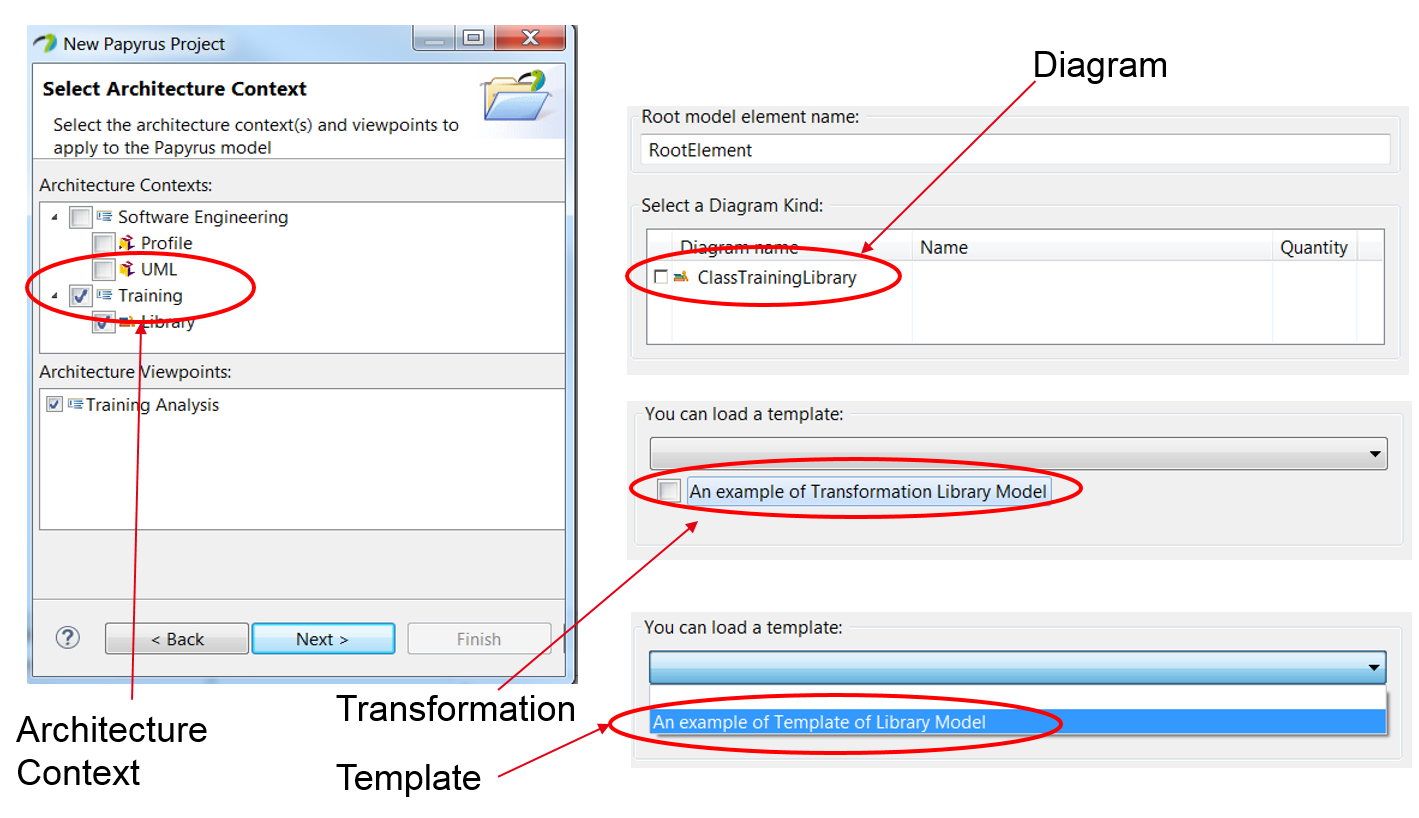 New Papyrus Project
Select Architecture Context
Select the architecture context(s) and viewpoints to
apply to the Papyrus model
Architecture Contexts:
Software Engineering
Profile
UML
Training
Library
Architecture Viewpoints:
Training Analysis
?
< Back
Next >
Finish
Architecture
Context
Diagram
Root model element name:
RootElement
Select a Diagram Kind:
Diagram name Name Quantity
ClassTrainingLibrary
You can load a template:
An example of Transformation Library Model
You can load a template:
An example of Template of Library Model
Transformation
Template